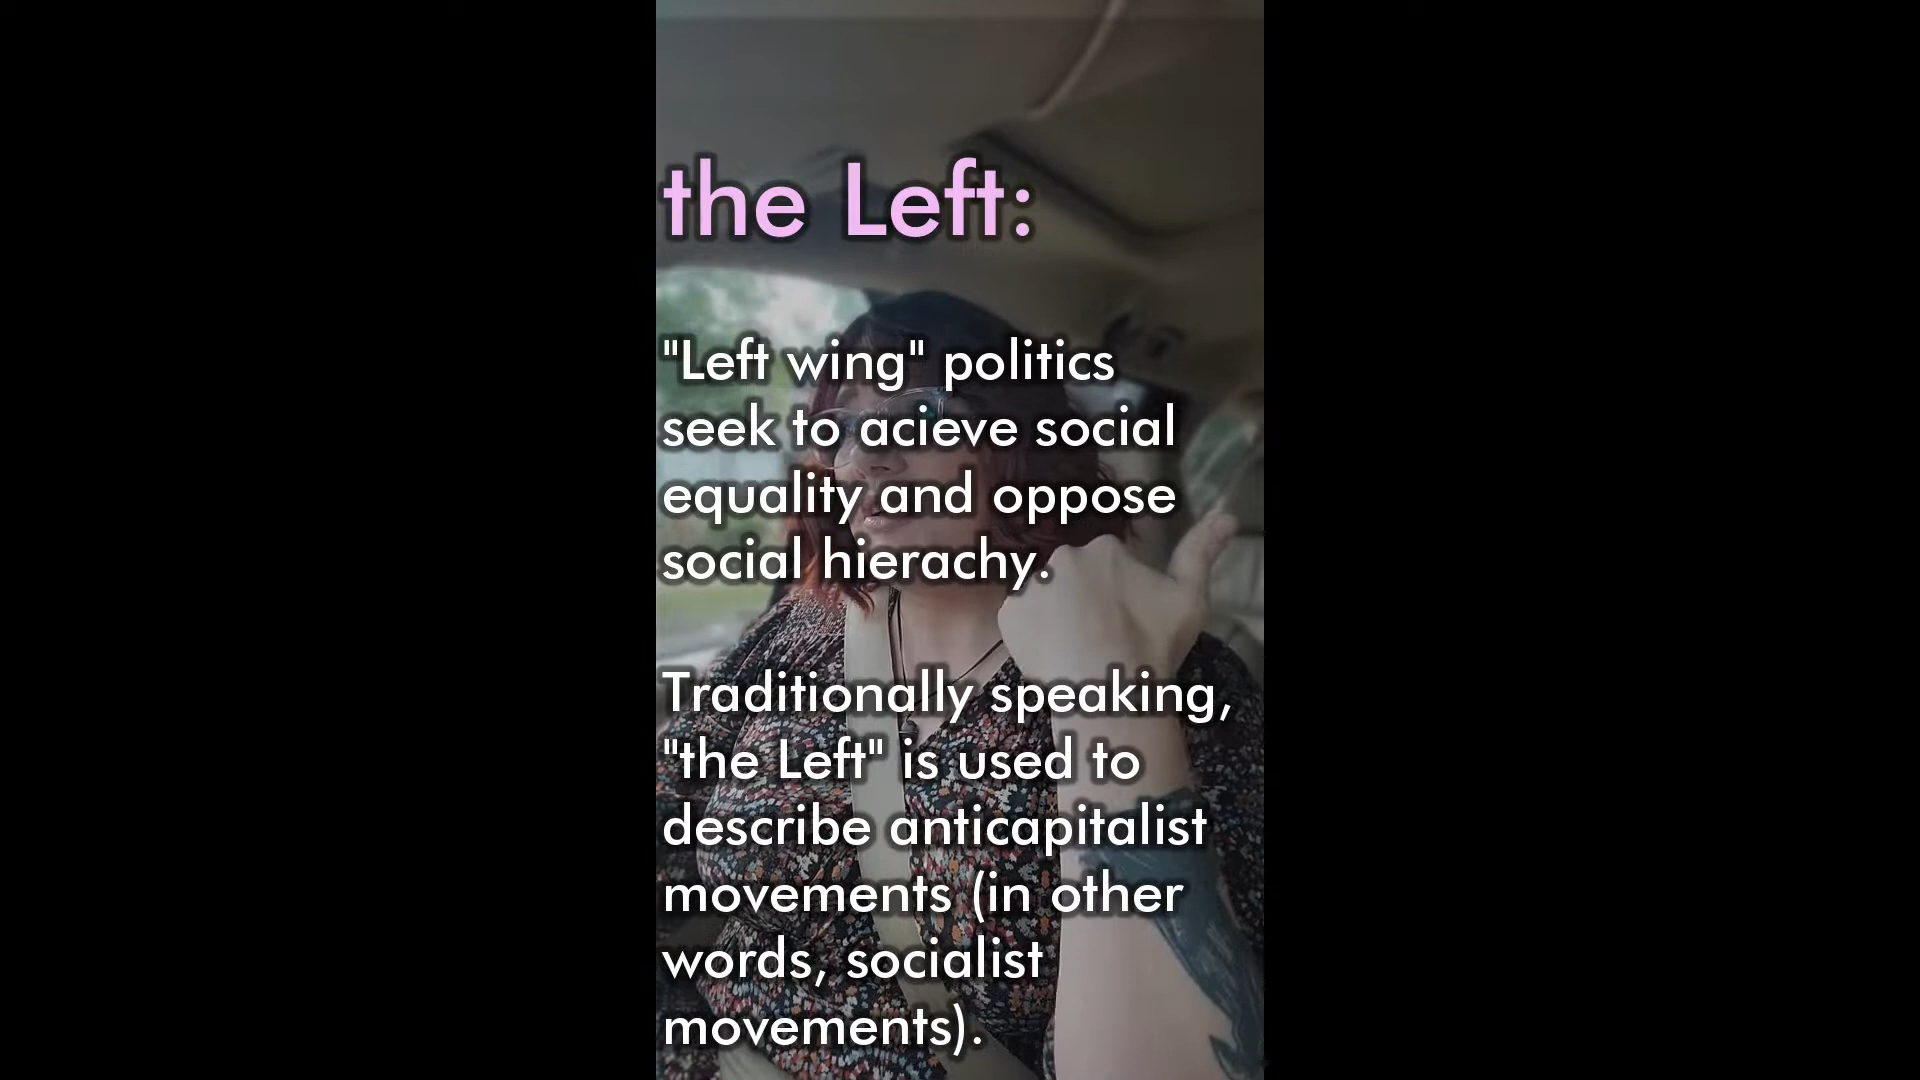 the Left:
"Left wing" politics
seek to acieve social
equality and oppose
social hierachy.
Traditionally speaking,
"the Left" is used to
describe anticapitalist
movements (in other
words, socialist
movements).